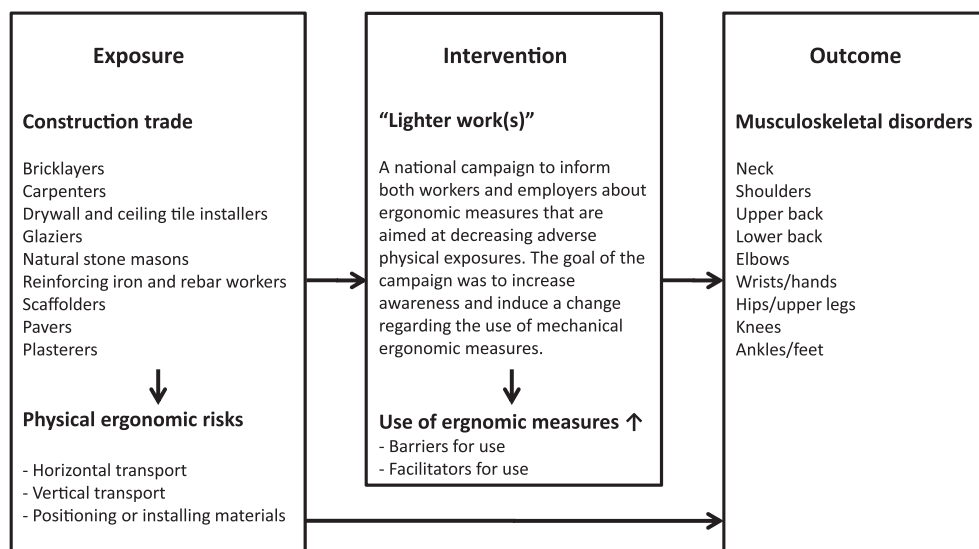 Exposure
Construction trade
Bricklayers
Carpenters
Drywall and ceiling tile installers
Glaziers
Natural stone masons
Reinforcing iron and rebar workers
Scaffolders
Pavers
Plasterers
Physical ergonomic risks
- Horizontal transport
- Vertical transport
- Positioning or installing materials
Intervention
“Lighter work(s)”
A national campaign to inform
both workers and employers about
ergonomic measures that are
aimed at decreasing adverse
physical exposures. The goal of the
campaign was to increase
awareness and induce a change
regarding the use of mechanical
ergonomic measures.
Use of ergnomic measures ↑
- Barriers for use
- Facilitators for use
Outcome
Musculoskeletal disorders
Neck
Shoulders
Upper back
Lower back
Elbows
Wrists/hands
Hips/upper legs
Knees
Ankles/feet